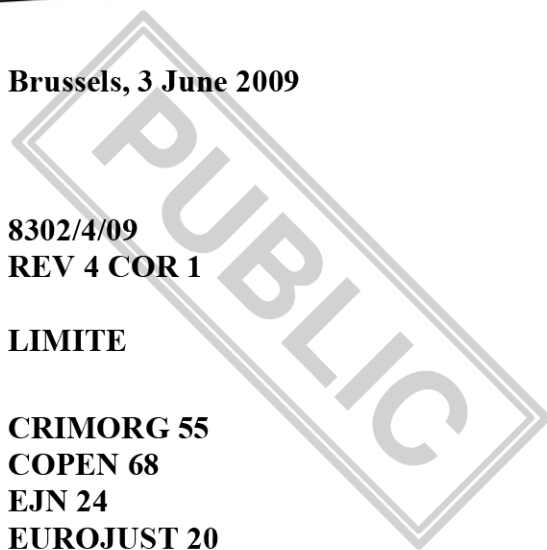 Brussels, 3 June 2009
8302/4/09
REV 4 COR 1
LIMITE
CRIMORG 55
COPEN 68
EJN 24
EUROJUST 20
PUBLIC